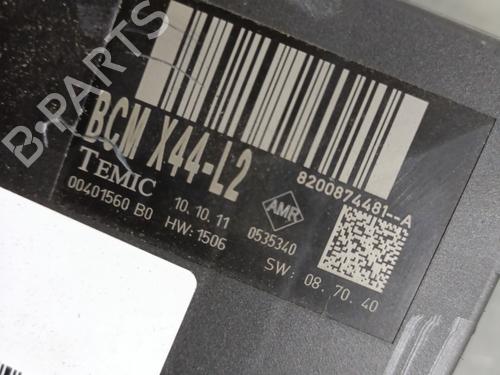 B-PARTS
8200874481--A
BCM X44-L2
TEMIC
00401560 B0
10.10.11
HW:1506
AMR
0535340
SW: 08.70.40